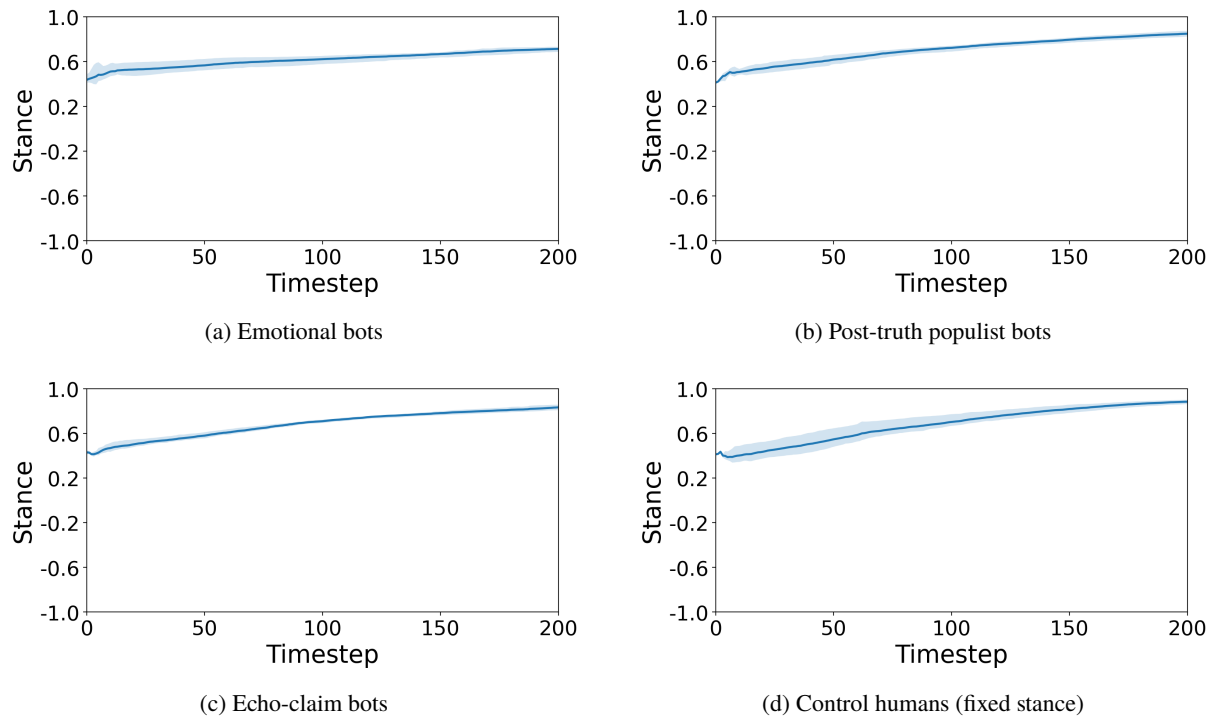 1.0
0.6
0.2
-0.2
-0.6
-1.0
Stance
0 50 100 150 200
Timestep
(a) Emotional bots
1.0
0.6
0.2
-0.2
-0.6
-1.0
Stance
0 50 100 150 200
Timestep
(b) Post-truth populist bots
1.0
0.6
0.2
-0.2
-0.6
-1.0
Stance
0 50 100 150 200
Timestep
(c) Echo-claim bots
1.0
0.6
0.2
-0.2
-0.6
-1.0
Stance
0 50 100 150 200
Timestep
(d) Control humans (fixed stance)